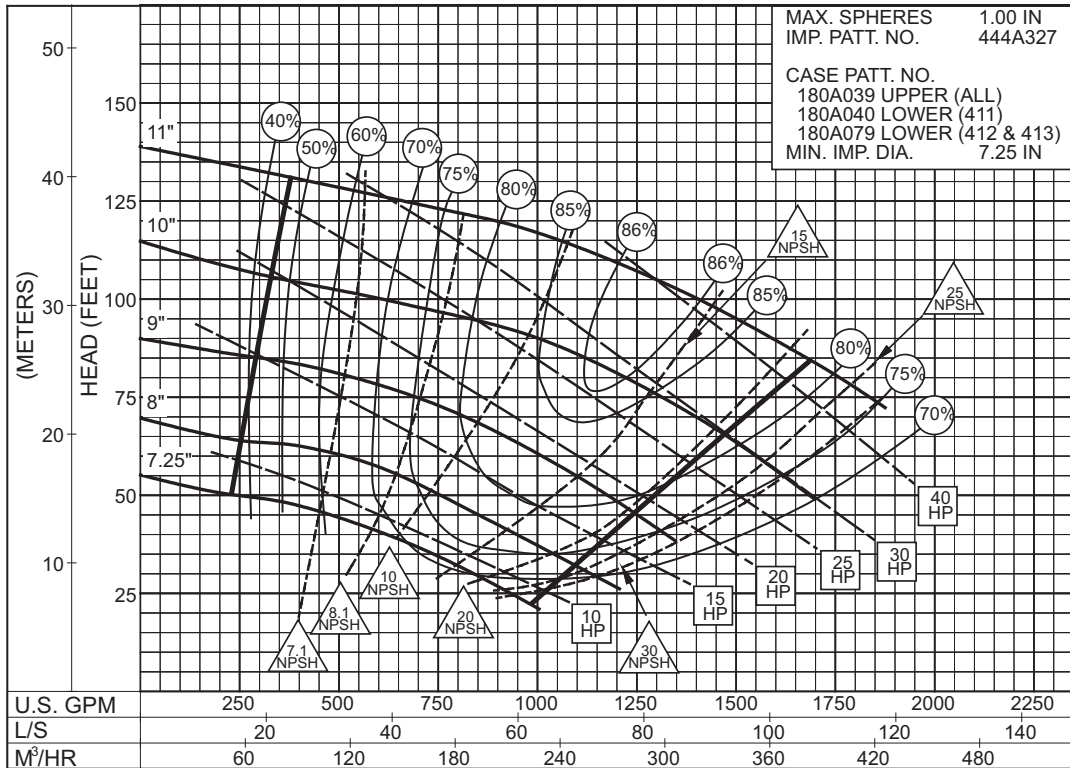 MAX. SPHERES 1.00 IN
IMP. PATT. NO. 444A327
CASE PATT. NO.
180A039 UPPER (ALL)
180A040 LOWER (411)
180A079 LOWER (412 & 413)
MIN. IMP. DIA. 7.25 IN
(METERS)
50
40
30
20
10
HEAD (FEET)
150
125
100
75
50
25
11"
10"
9"
8"
7.25"
40%
50%
60%
70%
75%
80%
85%
86%
86%
85%
80%
75%
70%
15
NPSH
25
NPSH
10
NPSH
8.1
NPSH
7.1
NPSH
20
NPSH
30
NPSH
10
HP
15
HP
20
HP
25
HP
30
HP
40
HP
U.S. GPM 250 500 750 1000 1250 1500 1750 2000 2250
L/S 20 40 60 80 100 120 140
M³/HR 60 120 180 240 300 360 420 480